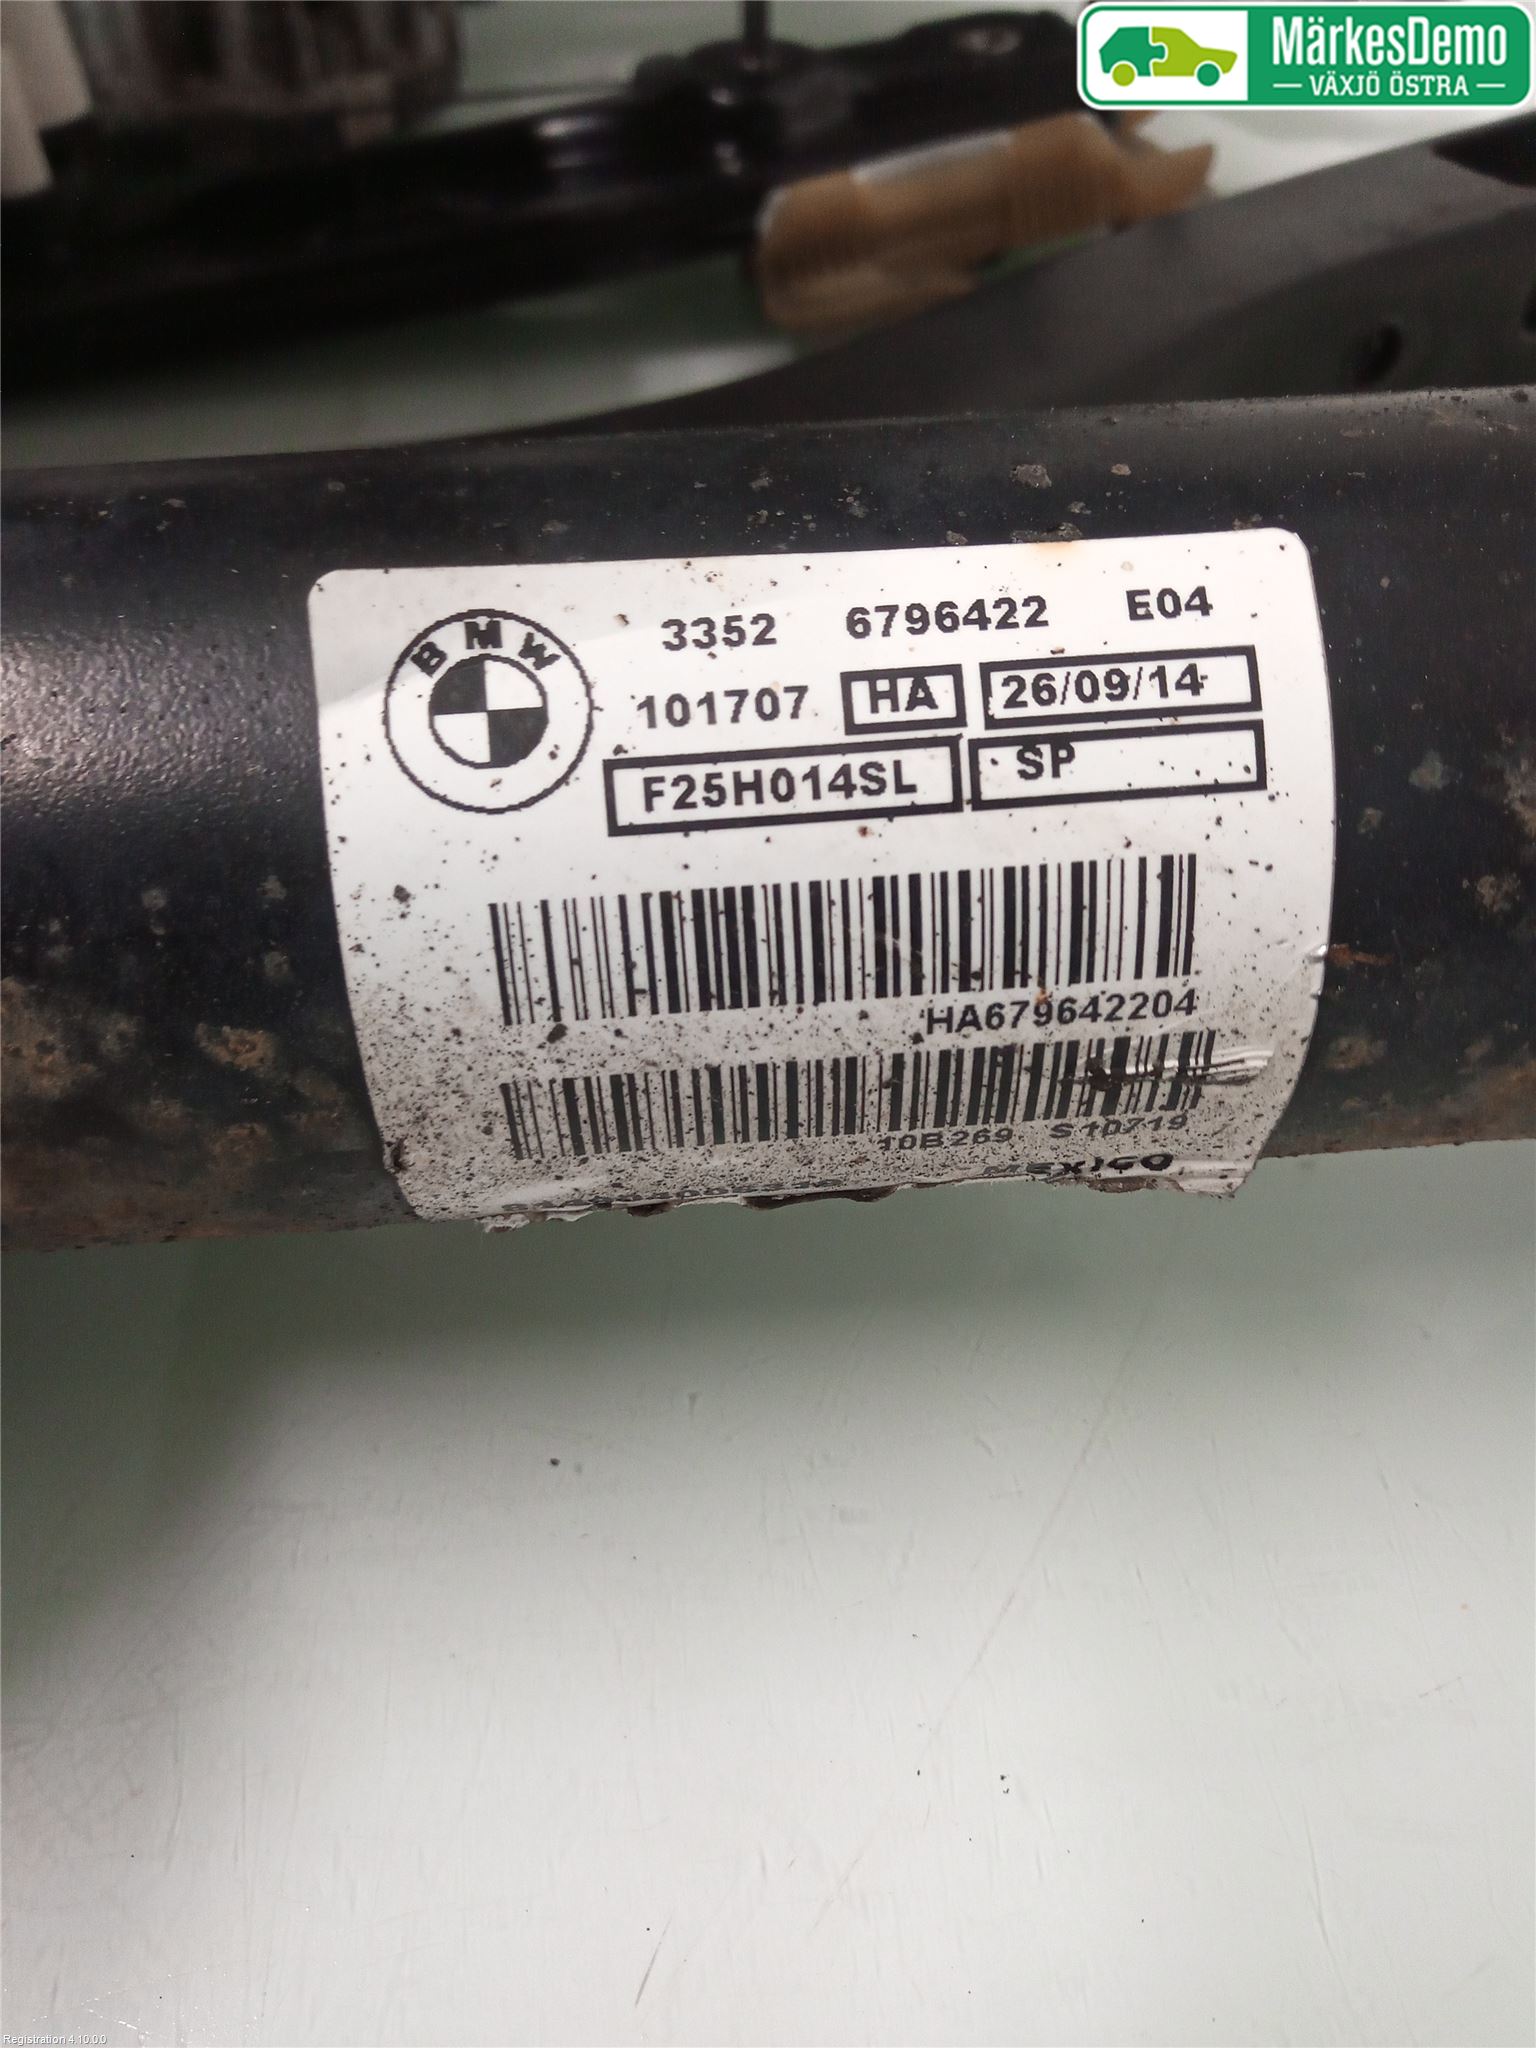 MärkesDemo
VÄXJÖ ÖSTRA
BMW
3352 6796422 E04
101707 HA 26/09/14
F25H014SL SP
HA679642204
10B269 S10719
MEXICO
Registration 4.10.0.0